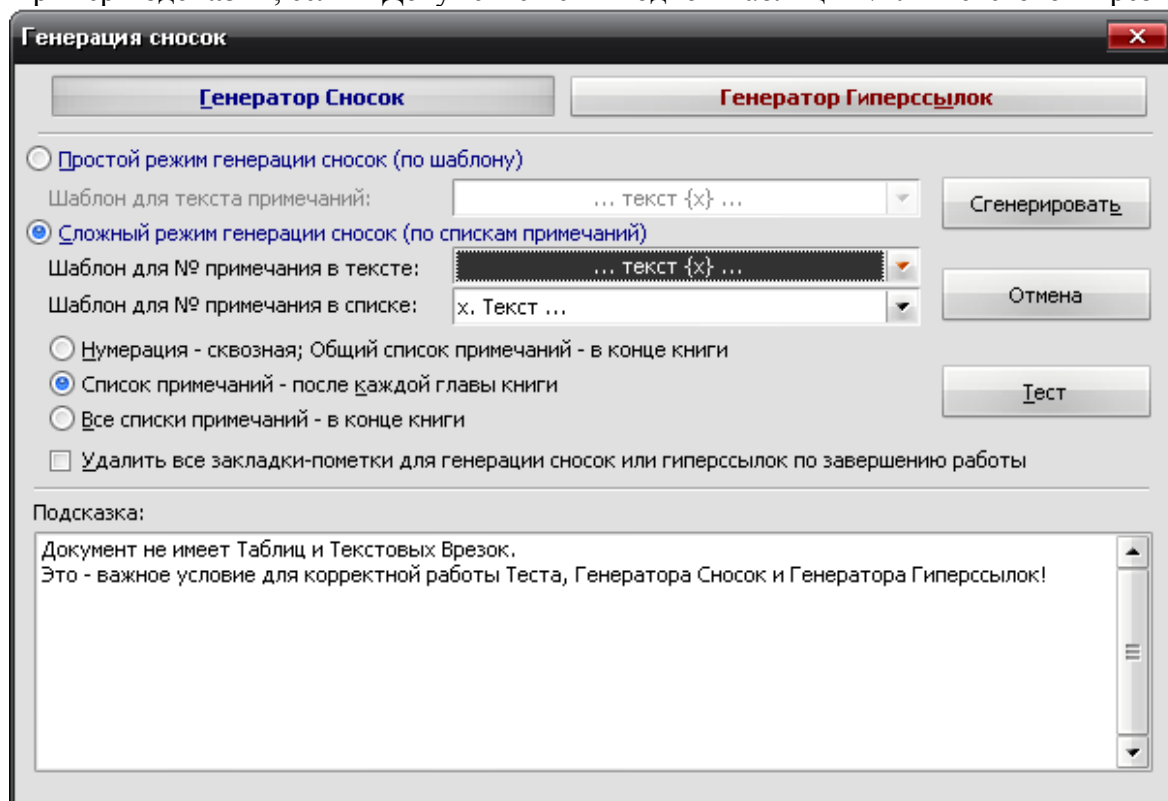 Генерация сносок
Генератор Сносок
Генератор Гиперссылок
Простой режим генерации сносок (по шаблону)
Шаблон для текста примечаний:
... текст {x} ...
Сгенерировать
Сложный режим генерации сносок (по спискам примечаний)
Шаблон для № примечания в тексте:
... текст {x} ...
Шаблон для № примечания в списке:
x. Текст ...
Отмена
Нумерация - сквозная; Общий список примечаний - в конце книги
Список примечаний - после каждой главы книги
Тест
Все списки примечаний - в конце книги
Удалить все закладки-пометки для генерации сносок или гиперссылок по завершению работы
Подсказка:
Документ не имеет Таблиц и Текстовых Врезок.
Это - важное условие для корректной работы Теста, Генератора Сносок и Генератора Гиперссылок!